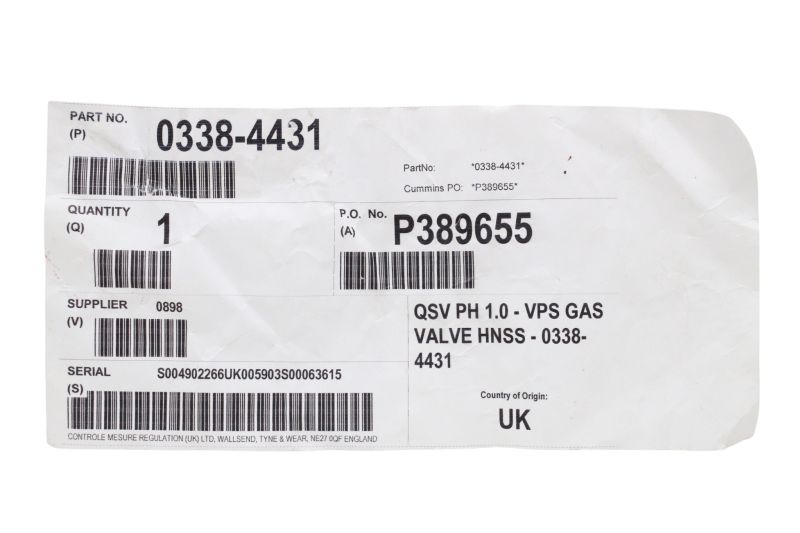 PART NO.
(P)
0338-4431
PartNo: *0338-4431*
Cummins PO: *P389655*
QUANTITY
(Q)
1
P.O. No.
(A)
P389655
SUPPLIER 0898
(V)
QSV PH 1.0 - VPS GAS
VALVE HNSS - 0338-
4431
SERIAL S004902266UK005903S00063615
(S)
Country of Origin:
UK
CONTROLE MESURE REGULATION (UK) LTD, WALLSEND, TYNE & WEAR, NE27 0QF ENGLAND